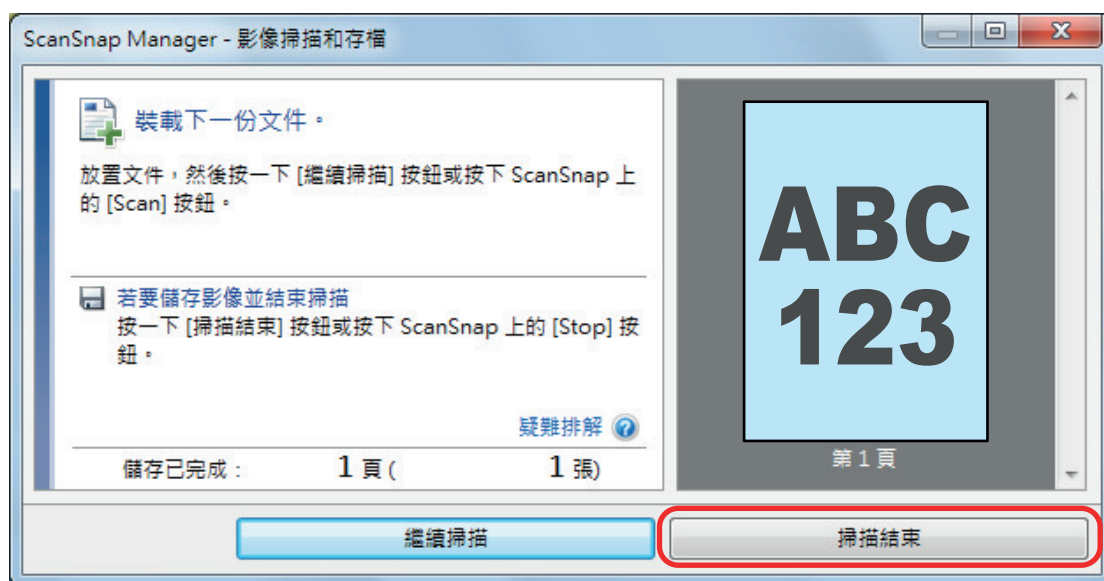 ScanSnap Manager - 影像掃描和存檔
裝載下一份文件。
放置文件，然後按一下 [繼續掃描] 按鈕或按下 ScanSnap 上
的 [Scan] 按鈕。
若要儲存影像並結束掃描
按一下 [掃描結束] 按鈕或按下 ScanSnap 上的 [Stop] 按
鈕。
疑難排解
儲存已完成： 1 頁 ( 1 張)
ABC
123
第 1 頁
繼續掃描
掃描結束